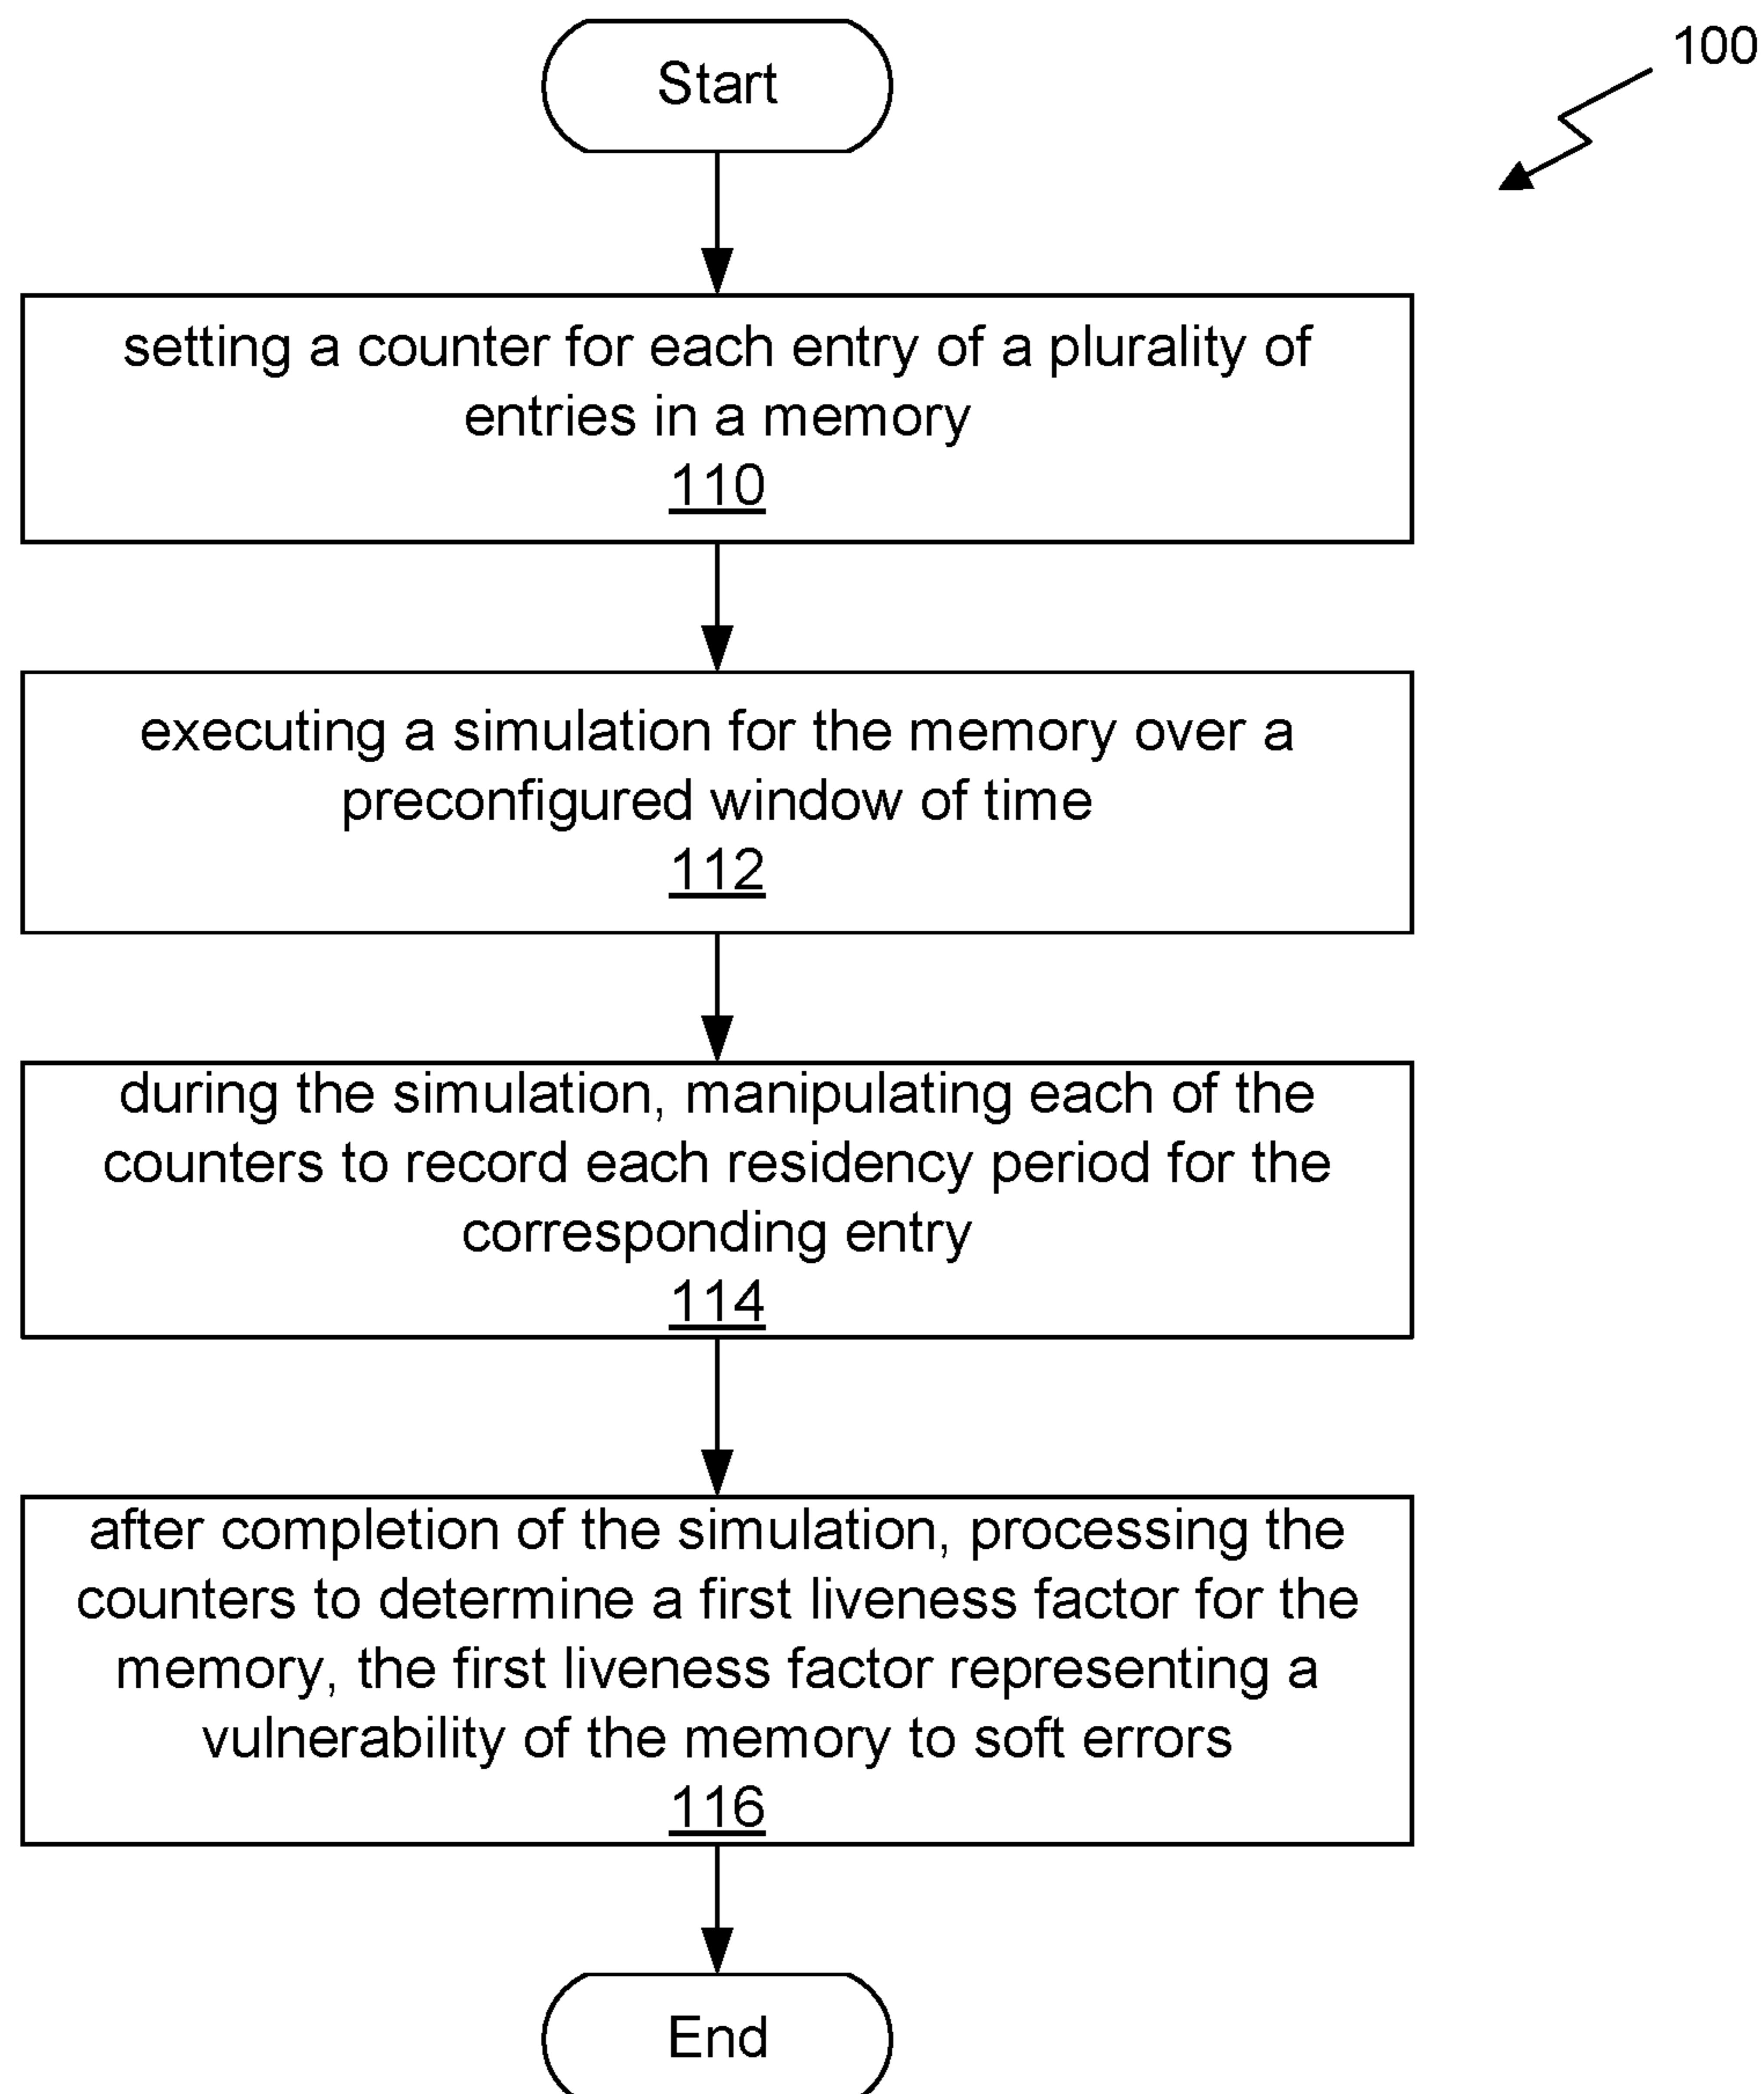 100
Start
setting a counter for each entry of a plurality of
entries in a memory
110
executing a simulation for the memory over a
preconfigured window of time
112
during the simulation, manipulating each of the
counters to record each residency period for the
corresponding entry
114
after completion of the simulation, processing the
counters to determine a first liveness factor for the
memory, the first liveness factor representing a
vulnerability of the memory to soft errors
116
End